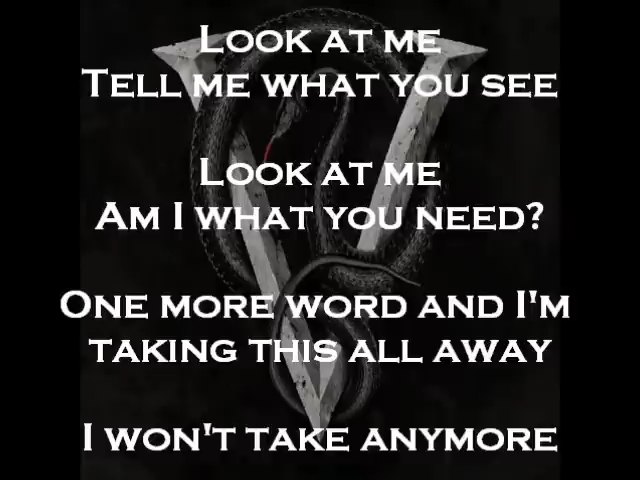 LOOK AT ME
TELL ME WHAT YOU SEE
LOOK AT ME
AM I WHAT YOU NEED?
ONE MORE WORD AND I'M
TAKING THIS ALL AWAY
I WON'T TAKE ANYMORE